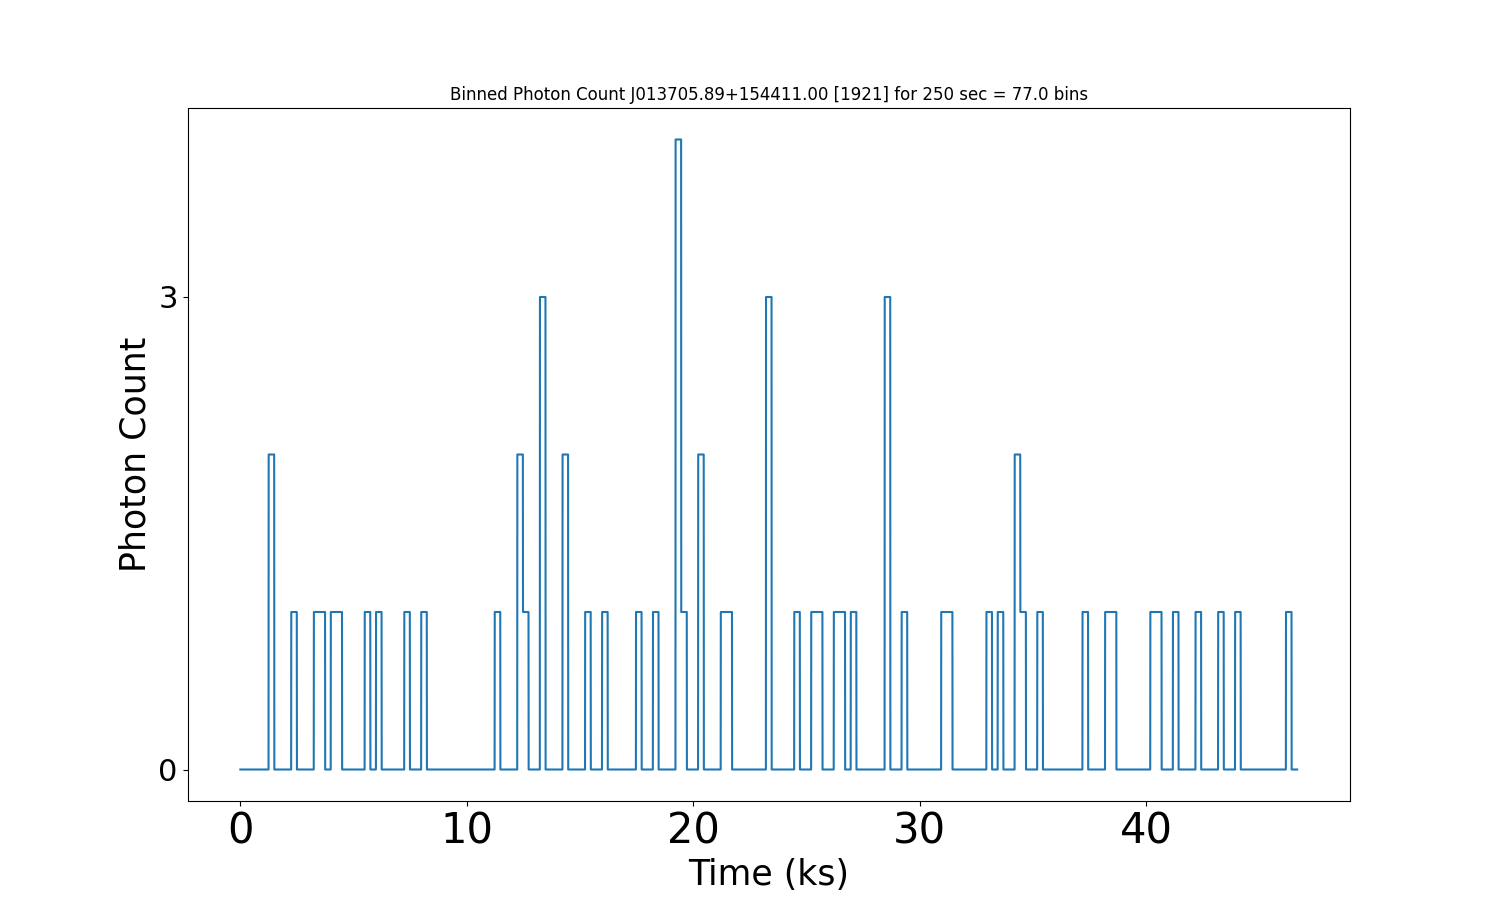 Binned Photon Count J013705.89+154411.00 [1921] for 250 sec = 77.0 bins
Photon Count
3
0
0 10 20 30 40
Time (ks)